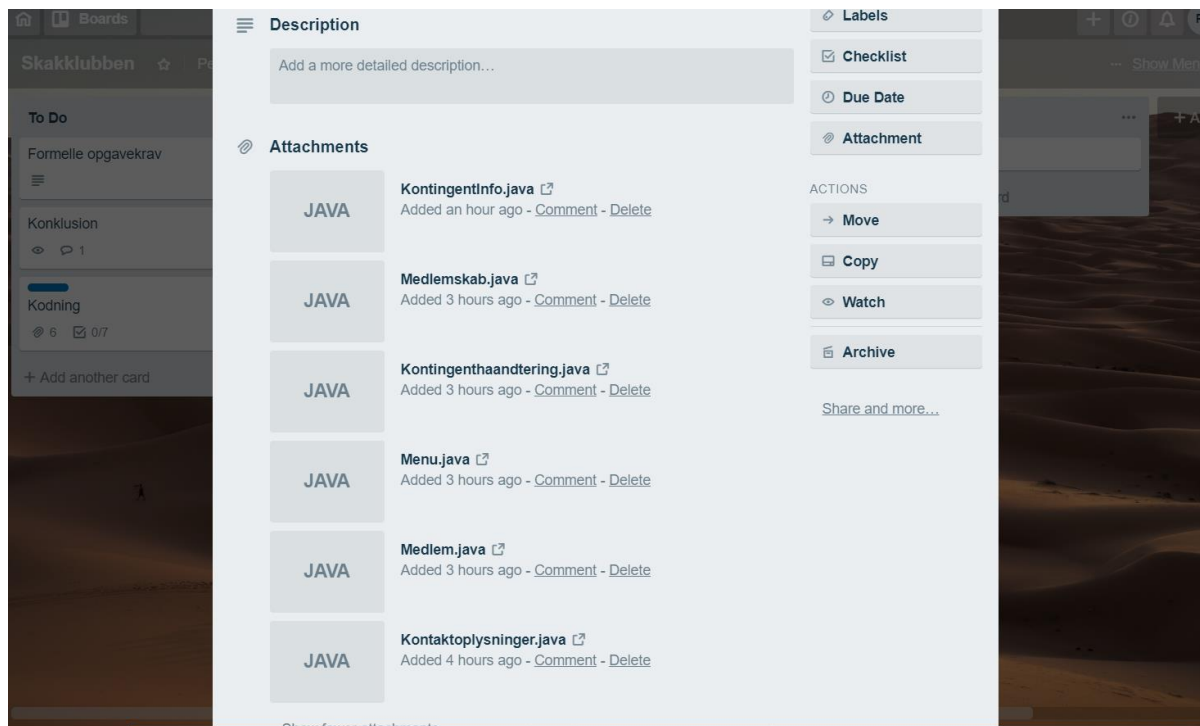 Boards
Skakklubben
Pe
Show Men
To Do
Formelle opgavekrav
Konklusion
1
Kodning
6 0/7
+ Add another card
Description
Add a more detailed description…
Attachments
JAVA
KontingentInfo.java
Added an hour ago - Comment - Delete
JAVA
Medlemskab.java
Added 3 hours ago - Comment - Delete
JAVA
Kontingenthaandtering.java
Added 3 hours ago - Comment - Delete
JAVA
Menu.java
Added 3 hours ago - Comment - Delete
JAVA
Medlem.java
Added 3 hours ago - Comment - Delete
JAVA
Kontaktoplysninger.java
Added 4 hours ago - Comment - Delete
Labels
Checklist
Due Date
Attachment
ACTIONS
Move
Copy
Watch
Archive
Share and more…
+ A
rd